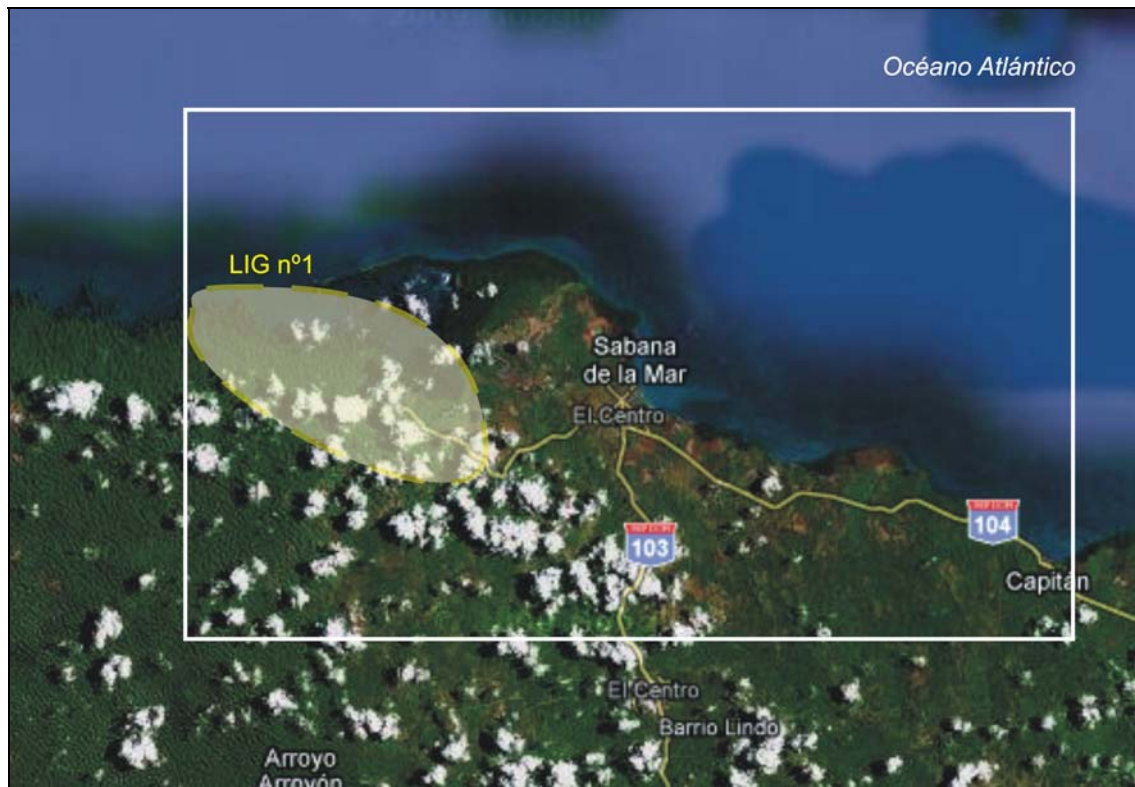 Océano Atlántico
LIG nº1
Sabana
de la Mar
El Centro
104
103
Capitán
El Centro
Barrio Lindo
Arroyo
Arroyón